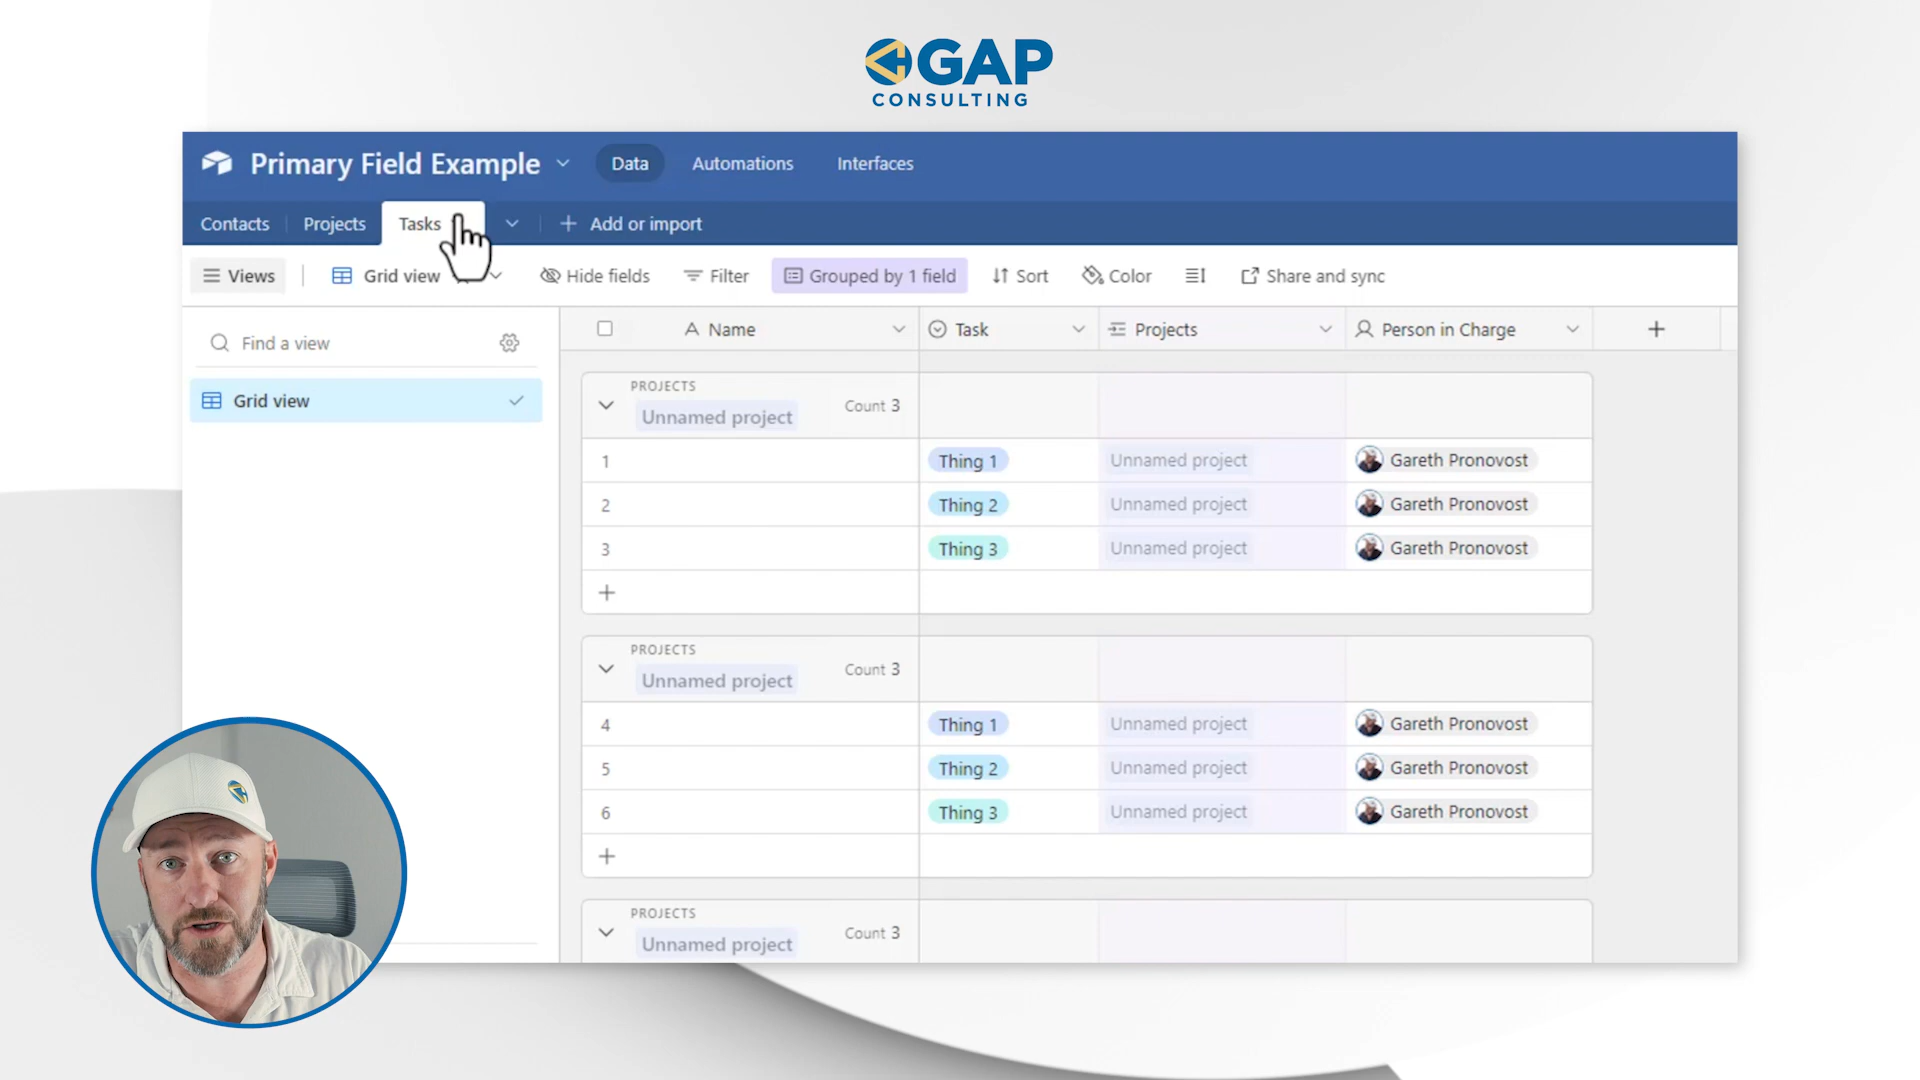 GAP
CONSULTING
Primary Field Example Data Automations Interfaces
Contacts Projects Tasks Add or import
Views Grid view Hide fields Filter Grouped by 1 field Sort Color Share and sync
Find a view
Grid view
Name Task Projects Person in Charge
PROJECTS
Unnamed project Count 3
1 Thing 1 Unnamed project Gareth Pronovost
2 Thing 2 Unnamed project Gareth Pronovost
3 Thing 3 Unnamed project Gareth Pronovost
PROJECTS
Unnamed project Count 3
4 Thing 1 Unnamed project Gareth Pronovost
5 Thing 2 Unnamed project Gareth Pronovost
6 Thing 3 Unnamed project Gareth Pronovost
PROJECTS
Unnamed project Count 3